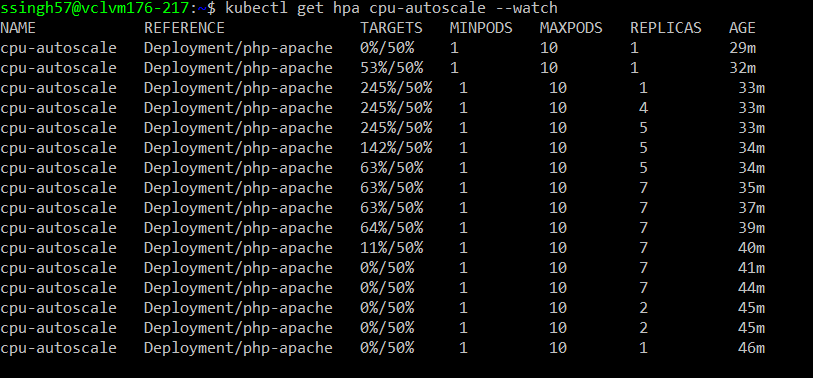 ssingh57@vclvm176-217:~$ kubectl get hpa cpu-autoscale --watch
NAME REFERENCE TARGETS MINPODS MAXPODS REPLICAS AGE
cpu-autoscale Deployment/php-apache 0%/50% 1 10 1 29m
cpu-autoscale Deployment/php-apache 53%/50% 1 10 1 32m
cpu-autoscale Deployment/php-apache 245%/50% 1 10 1 33m
cpu-autoscale Deployment/php-apache 245%/50% 1 10 4 33m
cpu-autoscale Deployment/php-apache 245%/50% 1 10 5 33m
cpu-autoscale Deployment/php-apache 142%/50% 1 10 5 34m
cpu-autoscale Deployment/php-apache 63%/50% 1 10 5 34m
cpu-autoscale Deployment/php-apache 63%/50% 1 10 7 35m
cpu-autoscale Deployment/php-apache 63%/50% 1 10 7 37m
cpu-autoscale Deployment/php-apache 64%/50% 1 10 7 39m
cpu-autoscale Deployment/php-apache 11%/50% 1 10 7 40m
cpu-autoscale Deployment/php-apache 0%/50% 1 10 7 41m
cpu-autoscale Deployment/php-apache 0%/50% 1 10 7 44m
cpu-autoscale Deployment/php-apache 0%/50% 1 10 2 45m
cpu-autoscale Deployment/php-apache 0%/50% 1 10 2 45m
cpu-autoscale Deployment/php-apache 0%/50% 1 10 1 46m